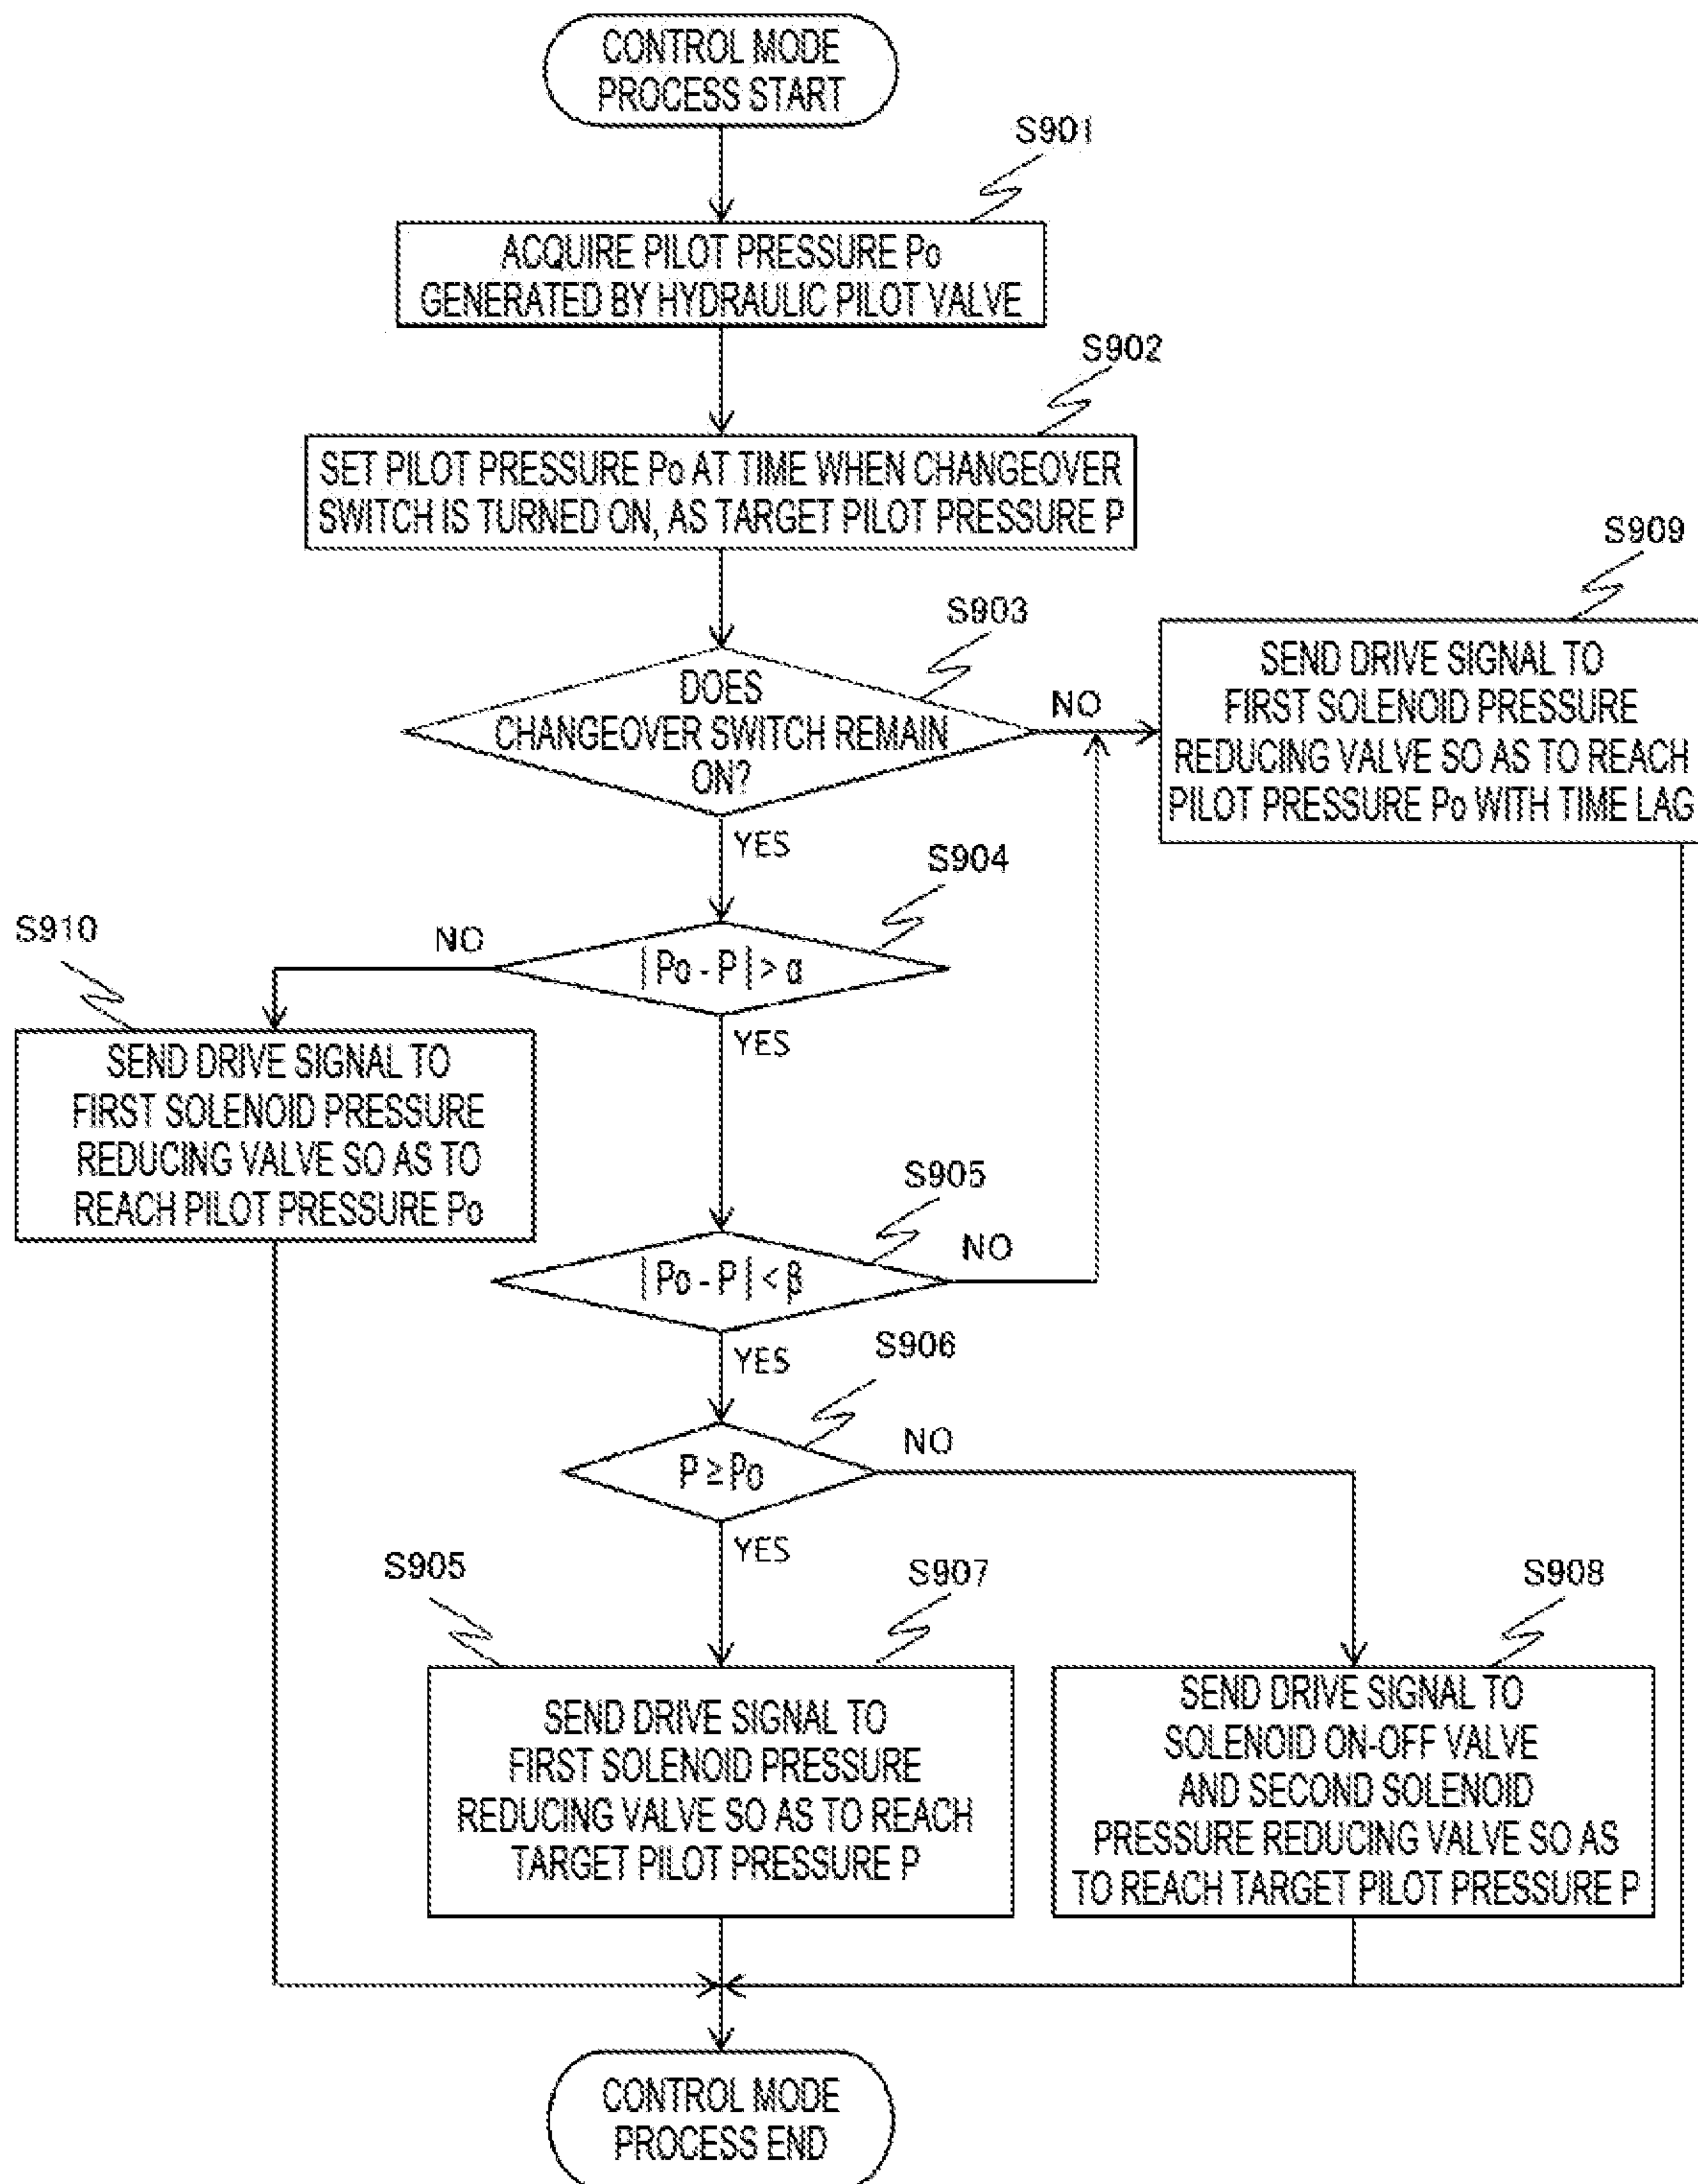 CONTROL MODE
PROCESS START
S901
ACQUIRE PILOT PRESSURE Po
GENERATED BY HYDRAULIC PILOT VALVE
S902
SET PILOT PRESSURE Po AT TIME WHEN CHANGEOVER
SWITCH IS TURNED ON, AS TARGET PILOT PRESSURE P
S903
DOES
CHANGEOVER SWITCH REMAIN
ON?
NO
YES
S909
SEND DRIVE SIGNAL TO
FIRST SOLENOID PRESSURE
REDUCING VALVE SO AS TO REACH
PILOT PRESSURE Po WITH TIME LAG
S904
| Po - P | > α
NO
YES
S910
SEND DRIVE SIGNAL TO
FIRST SOLENOID PRESSURE
REDUCING VALVE SO AS TO
REACH PILOT PRESSURE Po
S905
| Po - P | < β
NO
YES
S906
P ≥ Po
NO
YES
S905
S907
SEND DRIVE SIGNAL TO
FIRST SOLENOID PRESSURE
REDUCING VALVE SO AS TO REACH
TARGET PILOT PRESSURE P
S908
SEND DRIVE SIGNAL TO
SOLENOID ON-OFF VALVE
AND SECOND SOLENOID
PRESSURE REDUCING VALVE SO AS
TO REACH TARGET PILOT PRESSURE P
CONTROL MODE
PROCESS END